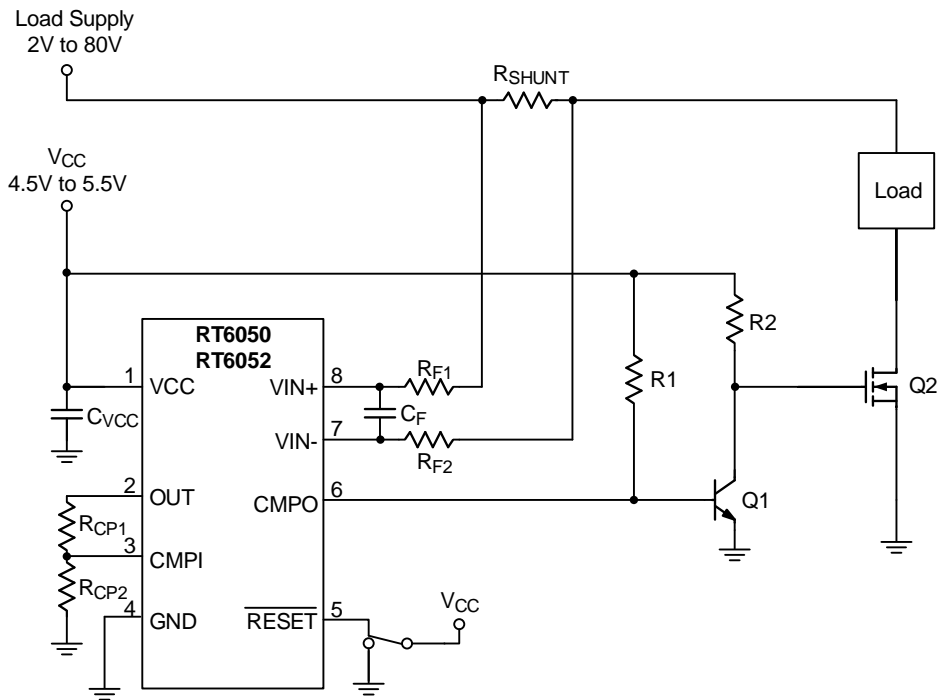 Load Supply
2V to 80V
RSHUNT
VCC
4.5V to 5.5V
Load
RT6050
RT6052
R2
1
VCC
VIN+
8
RF1
R1
Q2
CVCC
CF
VIN-
7
RF2
2
OUT
CMPO
6
Q1
RCP1
3
CMPI
RCP2
4
GND
RESET
5
VCC